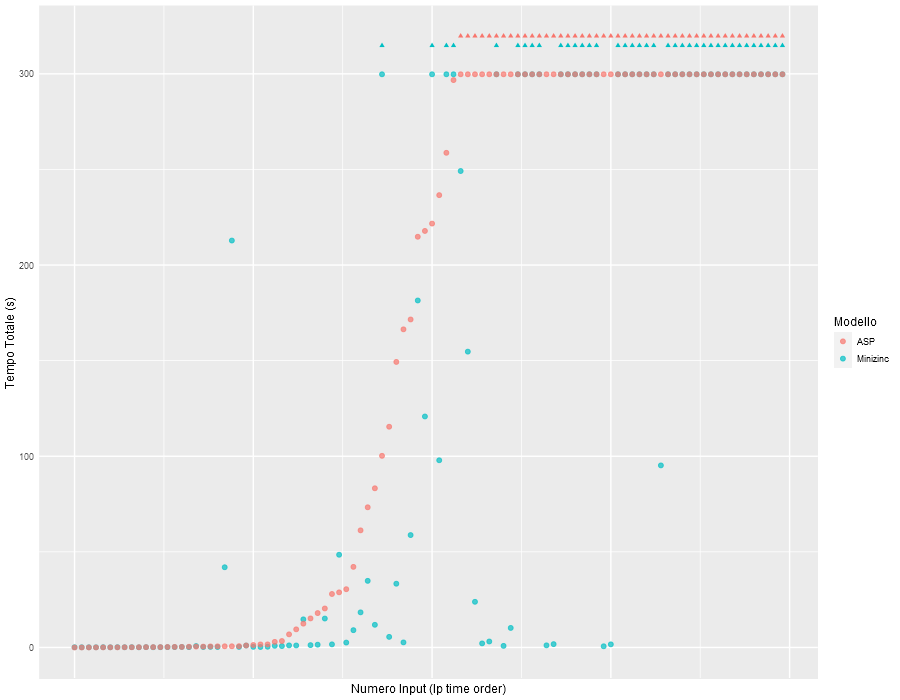 300
200
100
0
Tempo Totale (s)
Numero Input (lp time order)
Modello
ASP
Minizinc